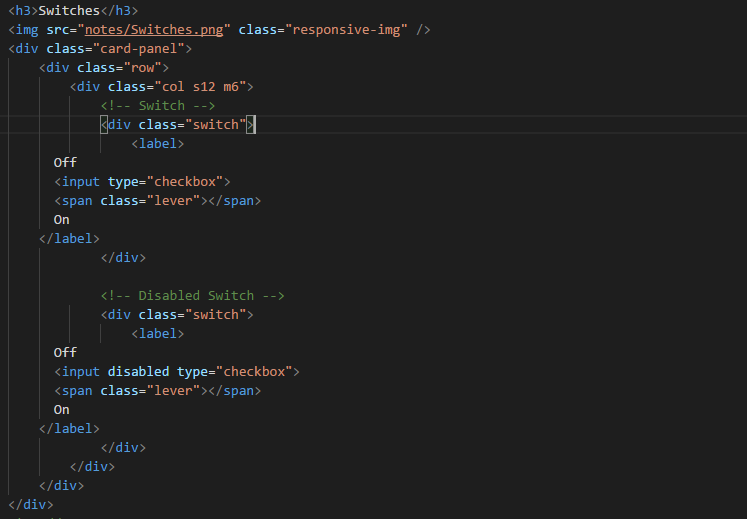 <h3>Switches</h3>
<img src="notes/Switches.png" class="responsive-img" />
<div class="card-panel">
    <div class="row">
        <div class="col s12 m6">
            <!-- Switch -->
            <div class="switch">
                <label>
      Off
      <input type="checkbox">
      <span class="lever"></span>
      On
    </label>
            </div>

            <!-- Disabled Switch -->
            <div class="switch">
                <label>
      Off
      <input disabled type="checkbox">
      <span class="lever"></span>
      On
    </label>
            </div>
        </div>
    </div>
</div>